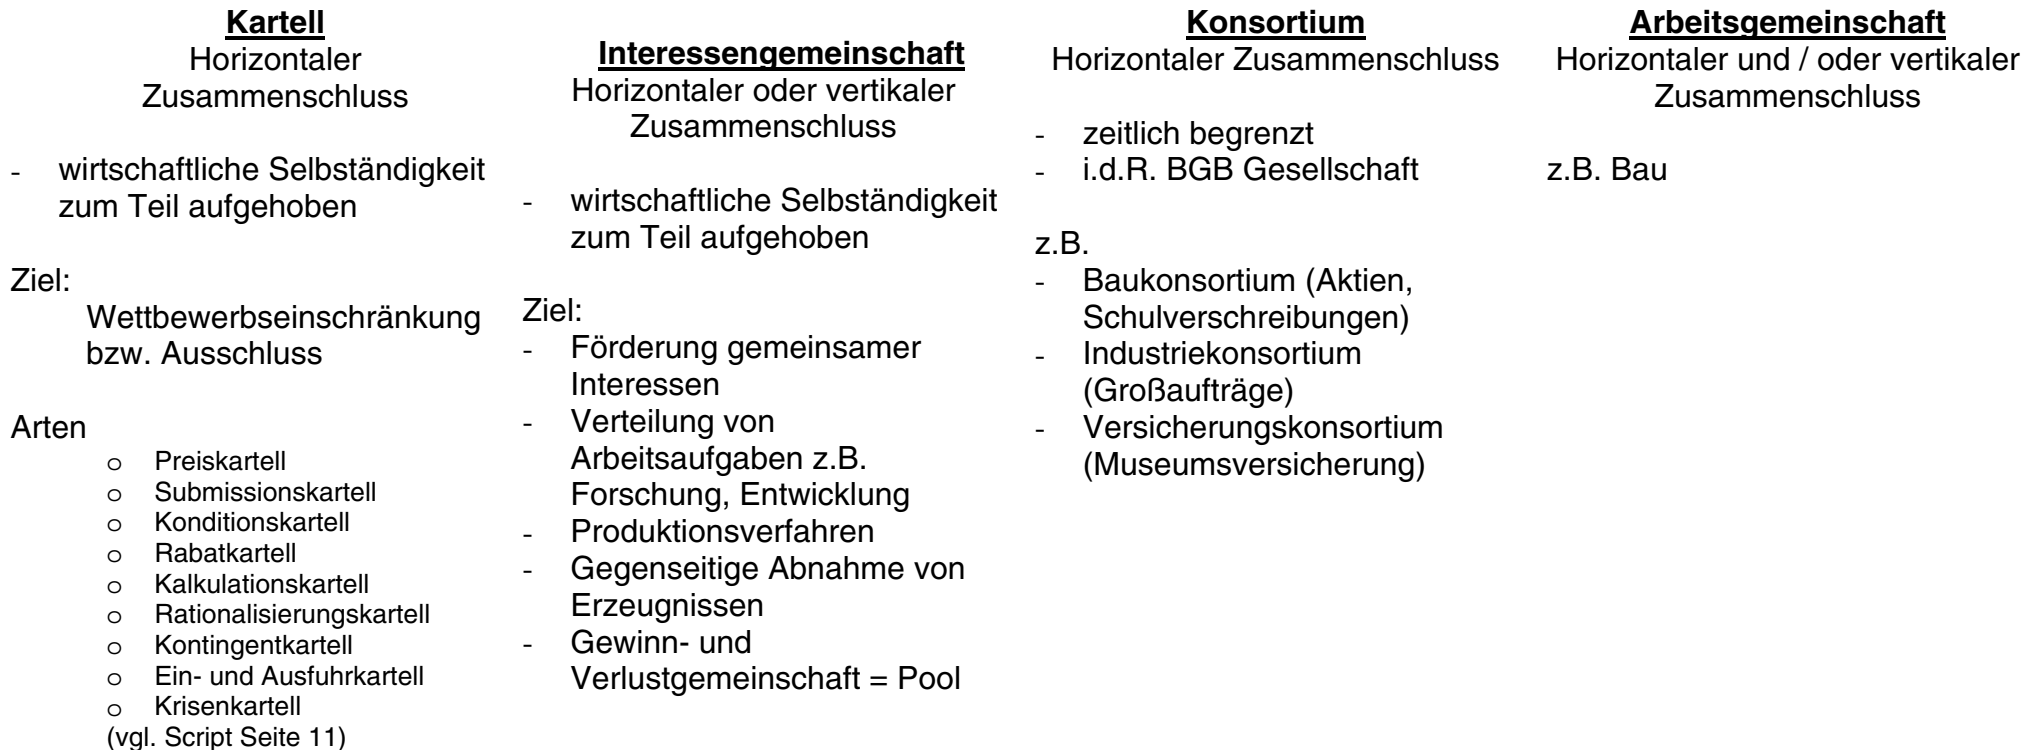 Kartell
Horizontaler
Zusammenschluss
- wirtschaftliche Selbständigkeit
zum Teil aufgehoben
Ziel:
Wettbewerbseinschränkung
bzw. Ausschluss
Arten
o Preiskartell
o Submissionskartell
o Konditionskartell
o Rabatkartell
o Kalkulationskartell
o Rationalisierungskartell
o Kontingentkartell
o Ein- und Ausfuhrkartell
o Krisenkartell
(vgl. Script Seite 11)
Interessengemeinschaft
Horizontaler oder vertikaler
Zusammenschluss
- wirtschaftliche Selbständigkeit
zum Teil aufgehoben
Ziel:
- Förderung gemeinsamer
Interessen
- Verteilung von
Arbeitsaufgaben z.B.
Forschung, Entwicklung
- Produktionsverfahren
- Gegenseitige Abnahme von
Erzeugnissen
- Gewinn- und
Verlustgemeinschaft = Pool
Konsortium
Horizontaler Zusammenschluss
- zeitlich begrenzt
- i.d.R. BGB Gesellschaft
z.B.
- Baukonsortium (Aktien,
Schulverschreibungen)
- Industriekonsortium
(Großaufträge)
- Versicherungskonsortium
(Museumsversicherung)
Arbeitsgemeinschaft
Horizontaler und / oder vertikaler
Zusammenschluss
z.B. Bau